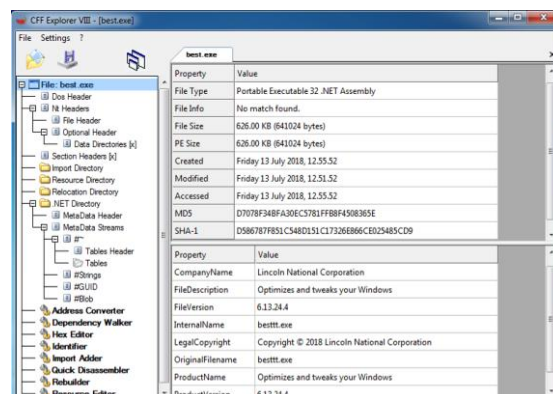 CFF Explorer VIII - [best.exe]
File Settings ?
best.exe
File: best.exe
Dos Header
Nt Headers
File Header
Optional Header
Data Directories [x]
Section Headers [x]
Import Directory
Resource Directory
Relocation Directory
.NET Directory
MetaData Header
MetaData Streams
#~
Tables Header
Tables
#Strings
#GUID
#Blob
Address Converter
Dependency Walker
Hex Editor
Identifier
Import Adder
Quick Disassembler
Rebuilder
Resource Editor
Property Value
File Type Portable Executable 32 .NET Assembly
File Info No match found.
File Size 626.00 KB (641024 bytes)
PE Size 626.00 KB (641024 bytes)
Created Friday 13 July 2018, 12.55.52
Modified Friday 13 July 2018, 12.51.52
Accessed Friday 13 July 2018, 12.55.52
MD5 D7078F34BFA30EC5781FFB8F4508365E
SHA-1 D586787F851C548D151C17326EB66CE025485CD9
Property Value
CompanyName Lincoln National Corporation
FileDescription Optimizes and tweaks your Windows
FileVersion 6.13.24.4
InternalName besttt.exe
LegalCopyright Copyright © 2018 Lincoln National Corporation
OriginalFilename besttt.exe
ProductName Optimizes and tweaks your Windows
ProductVersion 6.13.24.4